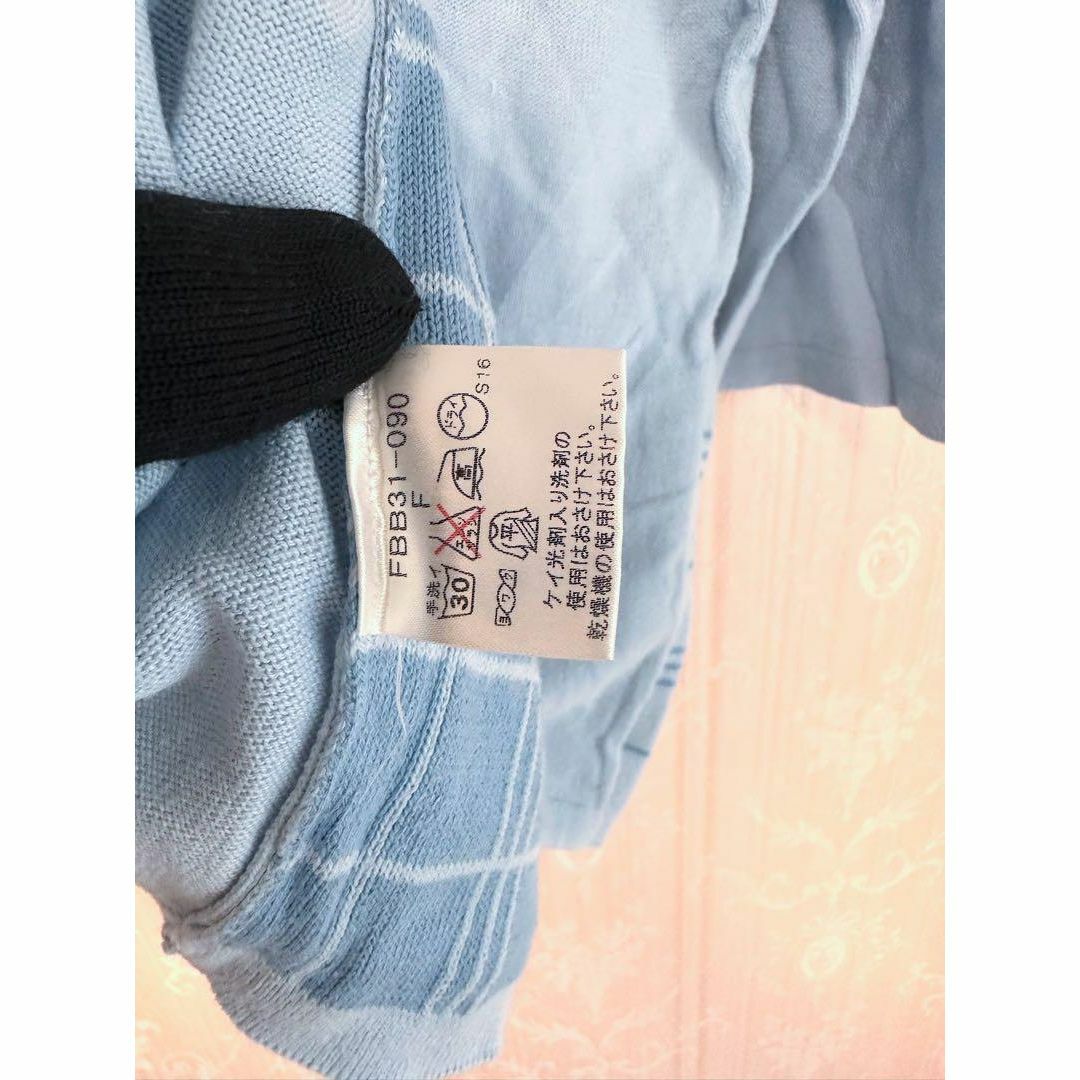 FBB31-090
F
手洗イ
30
エンソ
サラシ
高
ドライ
S16
ヨワク
平
ケイ光剤入り洗剤の
使用はおさけ下さい。
乾燥機の使用はおさけ下さい。